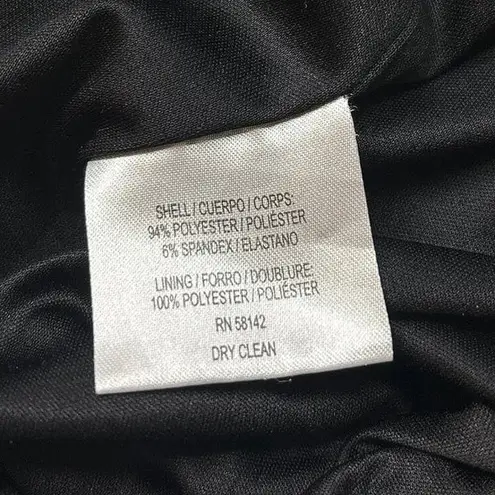 SHELL / CUERPO / CORPS:
94% POLYESTER / POLIÉSTER
6% SPANDEX / ELASTANO
LINING / FORRO / DOUBLURE:
100% POLYESTER / POLIÉSTER
RN 58142
DRY CLEAN